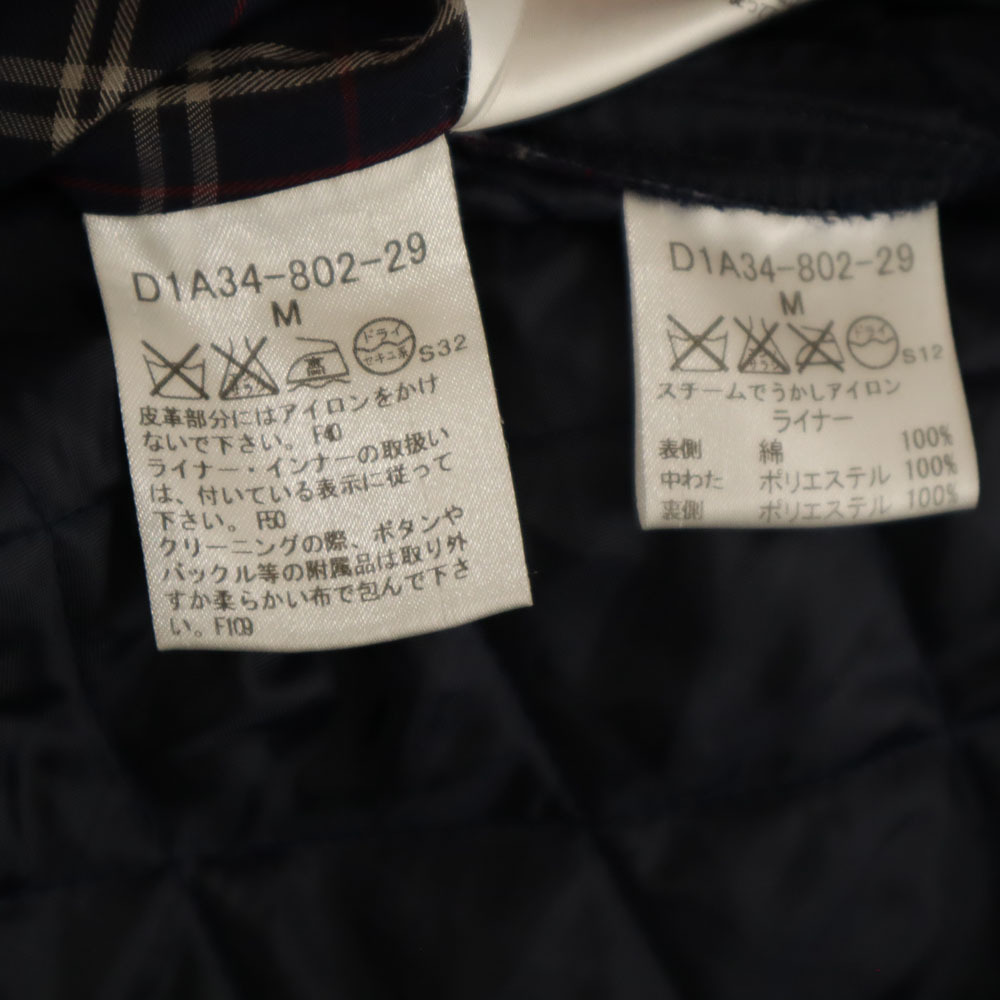 D1A34-802-29
M
高
ドライ
セキユ系
S32
皮革部分にはアイロンをかけ
ないで下さい。F40
ライナー・インナーの取扱い
は、付いている表示に従って
下さい。F50
クリーニングの際、ボタンや
バックル等の附属品は取り外
すか柔らかい布で包んで下さ
い。F109
D1A34-802-29
M
S12
スチームでうかしアイロン
ライナー
表側 綿 100%
中わた ポリエステル 100%
裏側 ポリエステル 100%